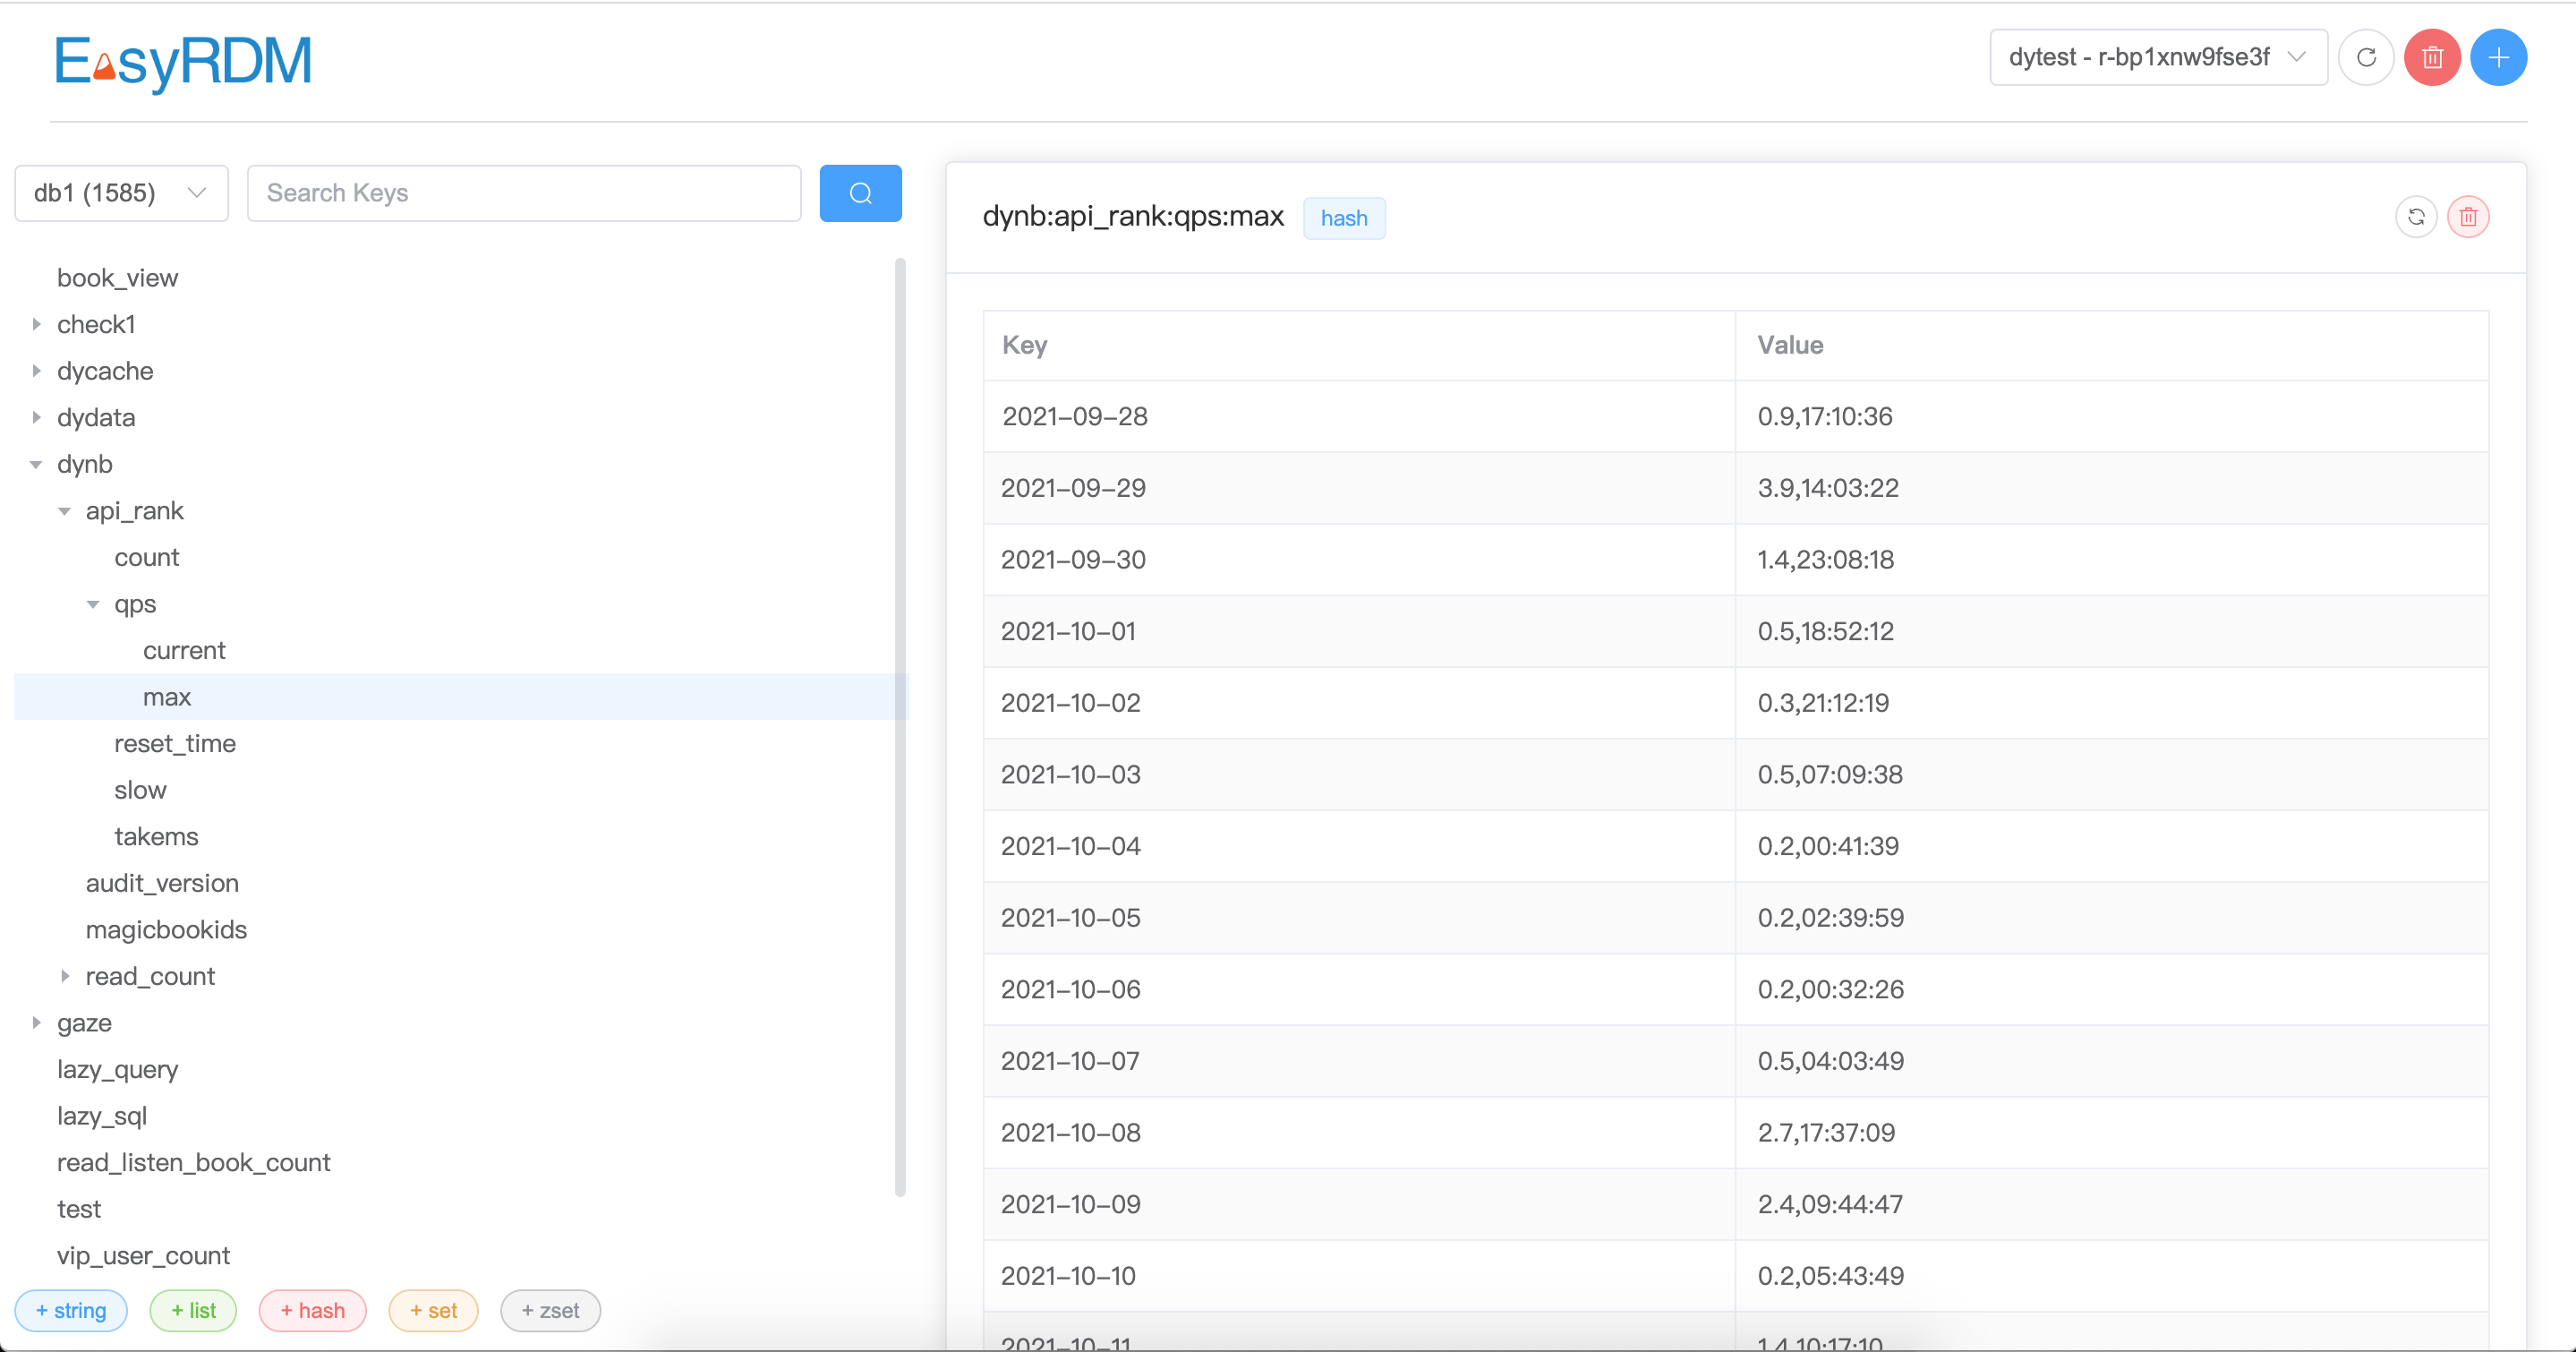 EasyRDM
dytest - r-bp1xnw9fse3f
db1 (1585)
Search Keys
book_view
check1
dycache
dydata
dynb
api_rank
count
qps
current
max
reset_time
slow
takems
audit_version
magicbookids
read_count
gaze
lazy_query
lazy_sql
read_listen_book_count
test
vip_user_count
+ string + list + hash + set + zset
dynb:api_rank:qps:max hash
Key Value
2021-09-28 0.9,17:10:36
2021-09-29 3.9,14:03:22
2021-09-30 1.4,23:08:18
2021-10-01 0.5,18:52:12
2021-10-02 0.3,21:12:19
2021-10-03 0.5,07:09:38
2021-10-04 0.2,00:41:39
2021-10-05 0.2,02:39:59
2021-10-06 0.2,00:32:26
2021-10-07 0.5,04:03:49
2021-10-08 2.7,17:37:09
2021-10-09 2.4,09:44:47
2021-10-10 0.2,05:43:49
2021-10-11 1.4,10:17:10